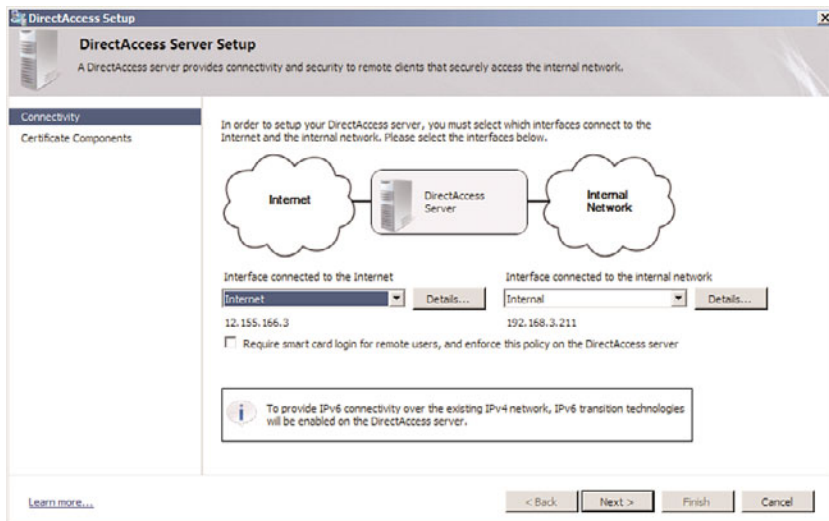 DirectAccess Setup
DirectAccess Server Setup
A DirectAccess server provides connectivity and security to remote clients that securely access the internal network.
Connectivity
Certificate Components
In order to setup your DirectAccess server, you must select which interfaces connect to the
Internet and the internal network. Please select the interfaces below.
Internet
DirectAccess
Server
Internal
Network
Interface connected to the Internet
Interface connected to the internal network
Internet
Details...
Internal
Details...
12.155.166.3
192.168.3.211
Require smart card login for remote users, and enforce this policy on the DirectAccess server
To provide IPv6 connectivity over the existing IPv4 network, IPv6 transition technologies
will be enabled on the DirectAccess server.
Learn more...
< Back
Next >
Finish
Cancel